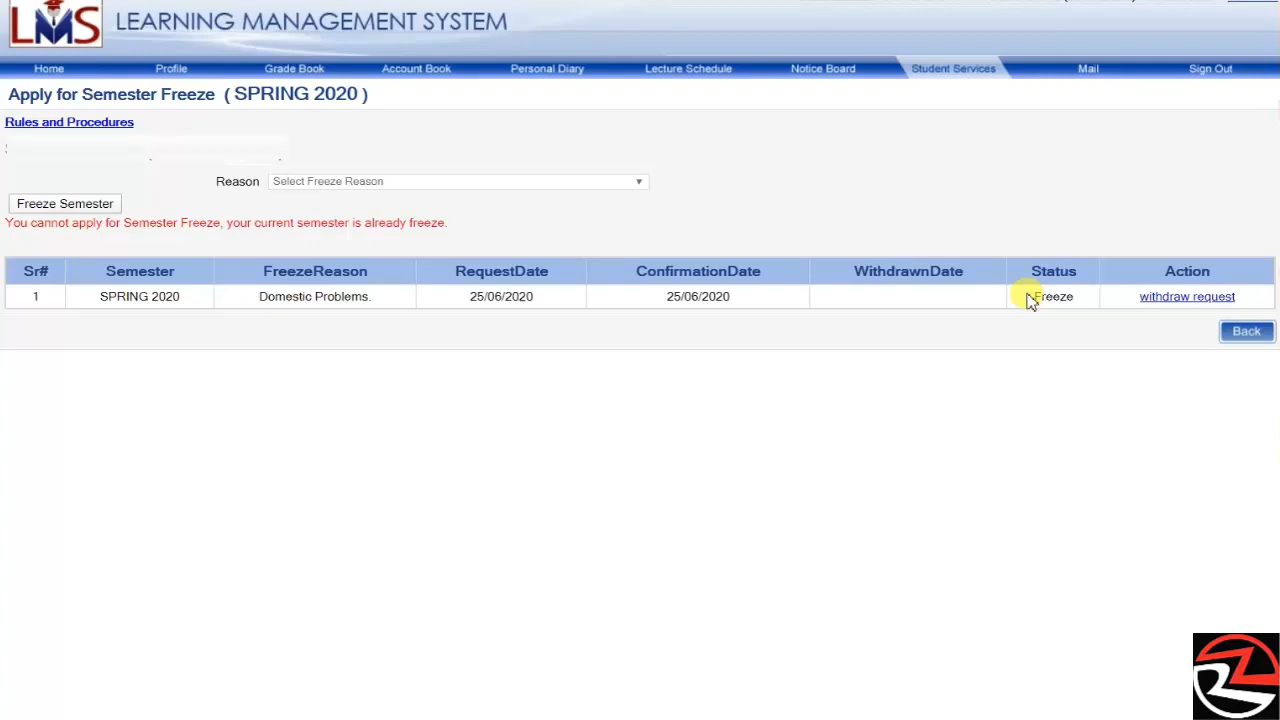 LMS LEARNING MANAGEMENT SYSTEM
Home Profile Grade Book Account Book Personal Diary Lecture Schedule Notice Board Student Services Mail Sign Out
Apply for Semester Freeze ( SPRING 2020 )
Rules and Procedures
Reason Select Freeze Reason
Freeze Semester
You cannot apply for Semester Freeze, your current semester is already freeze.
Sr# Semester FreezeReason RequestDate ConfirmationDate WithdrawnDate Status Action
1 SPRING 2020 Domestic Problems. 25/06/2020 25/06/2020 Freeze withdraw request
Back